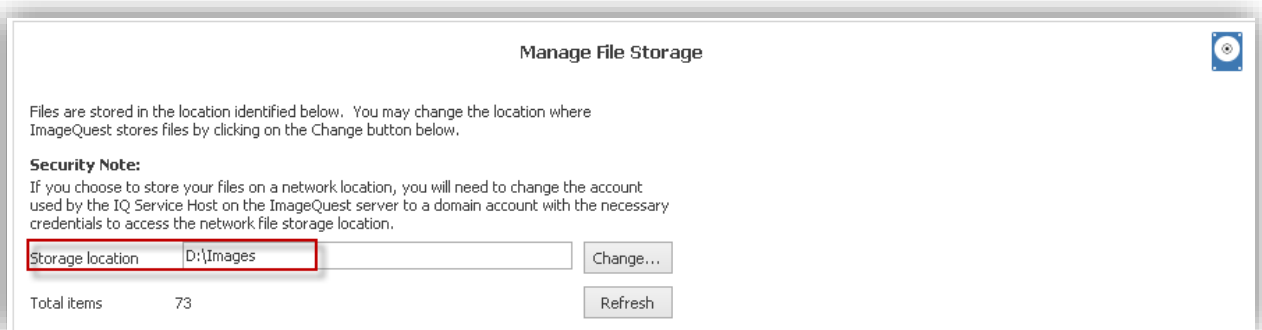 Manage File Storage
Files are stored in the location identified below.  You may change the location where
ImageQuest stores files by clicking on the Change button below.
Security Note:
If you choose to store your files on a network location, you will need to change the account
used by the IQ Service Host on the ImageQuest server to a domain account with the necessary
credentials to access the network file storage location.
Storage location D:\Images Change...
Total items 73 Refresh